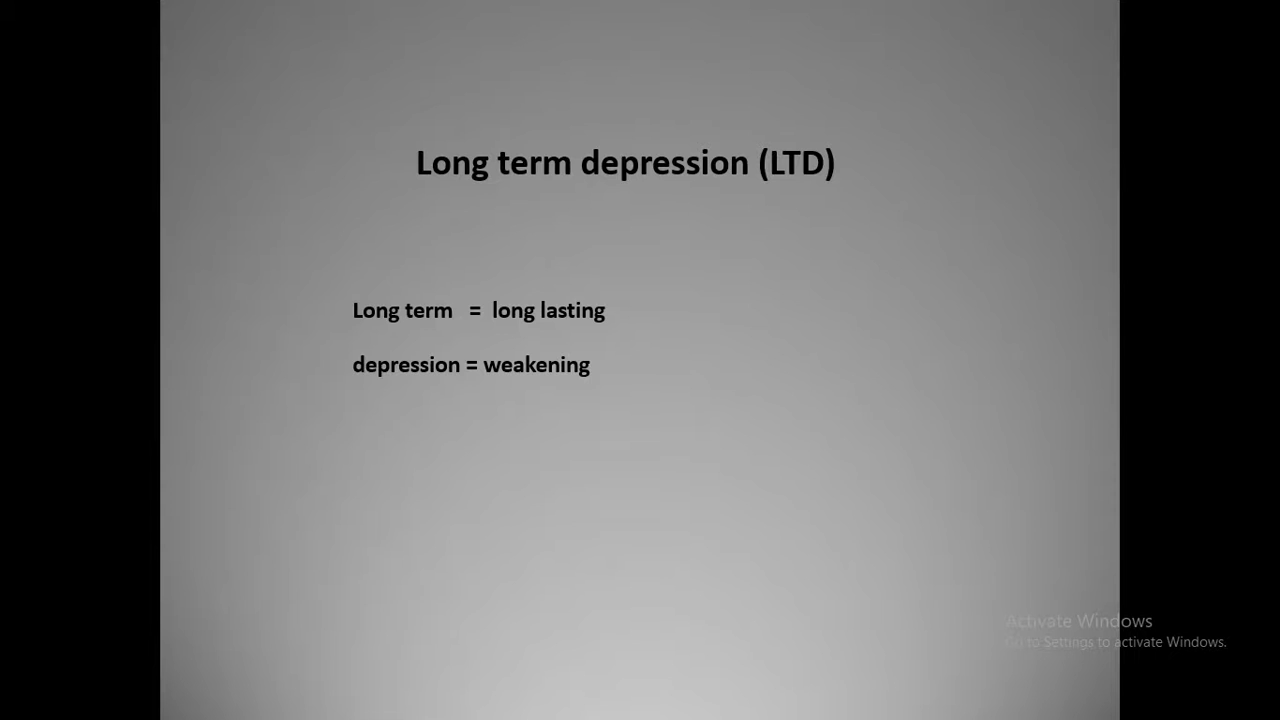 Long term depression (LTD)
Long term = long lasting
depression = weakening
Activate Windows
Go to Settings to activate Windows.